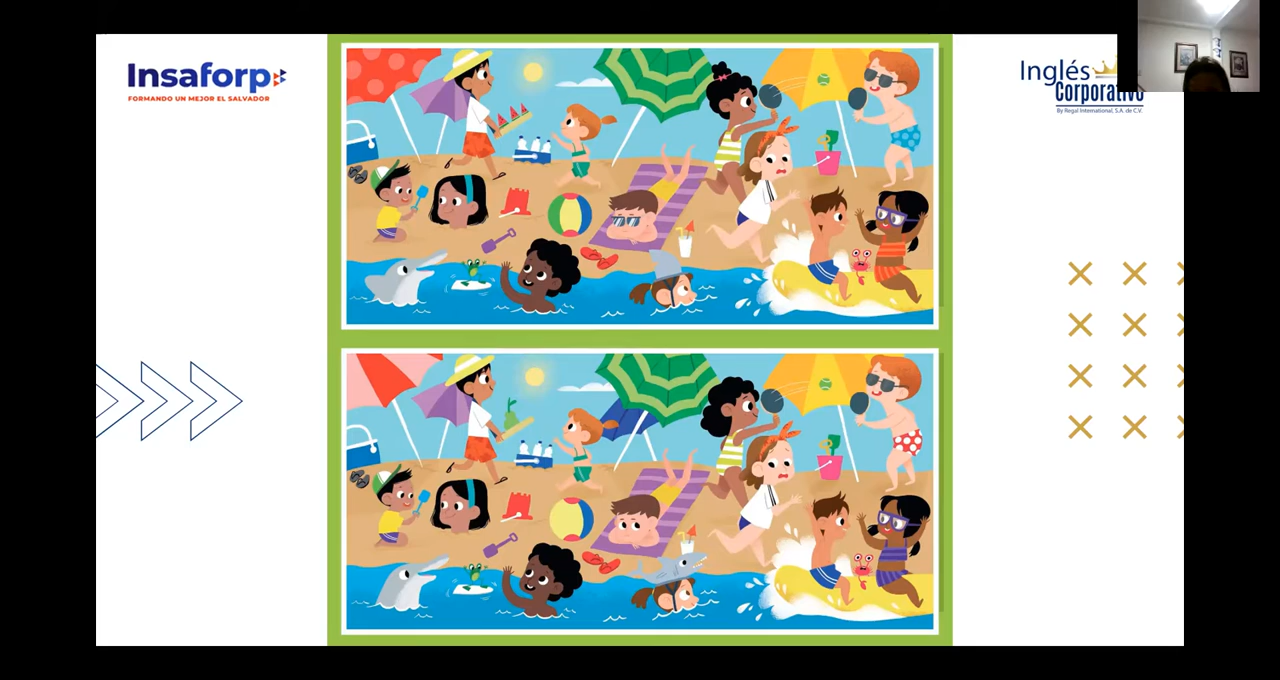 Insaforp
FORMANDO UN MEJOR EL SALVADOR
Inglés
Corporativo
By Regal International, S.A. de C.V.